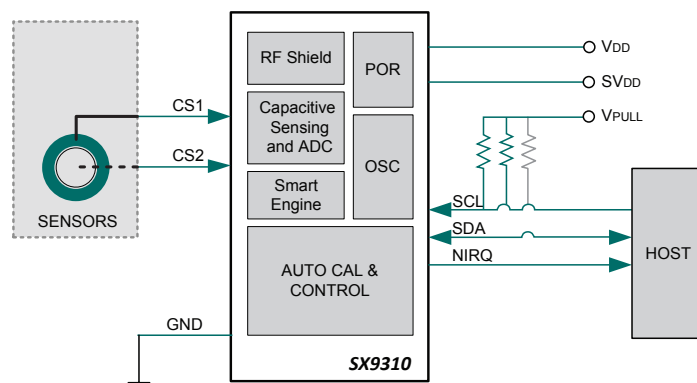 RF Shield
POR
VDD
SVDD
VPULL
CS1
Capacitive
Sensing
and ADC
CS2
OSC
Smart
Engine
SENSORS
SCL
SDA
NIRQ
HOST
AUTO CAL &
CONTROL
GND
SX9310